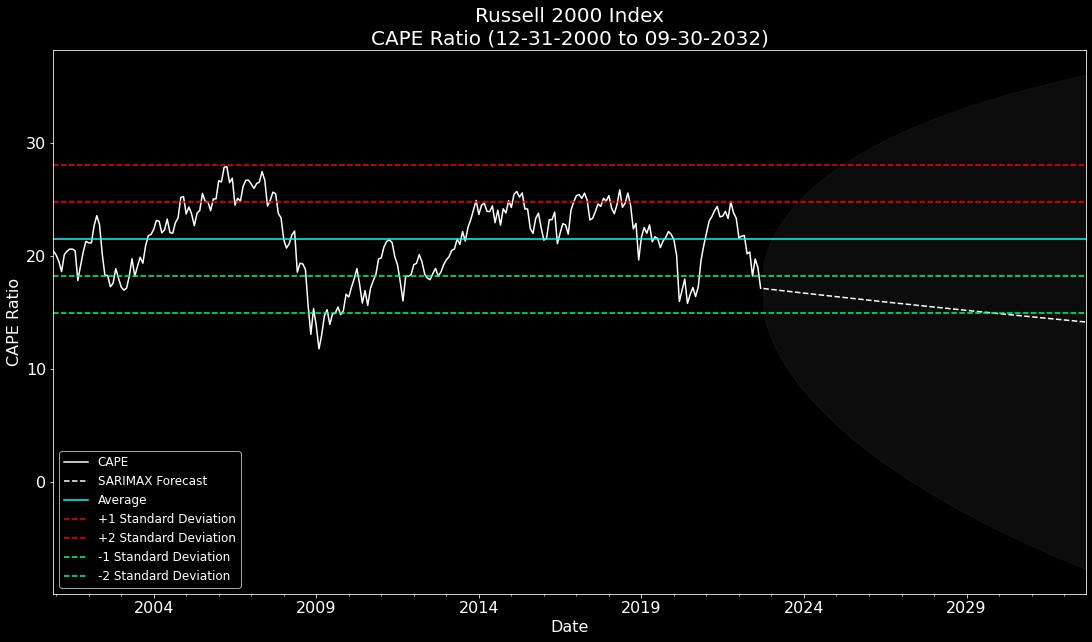 Russell 2000 Index
CAPE Ratio (12-31-2000 to 09-30-2032)
CAPE Ratio
30
20
10
0
CAPE
SARIMAX Forecast
Average
+1 Standard Deviation
+2 Standard Deviation
-1 Standard Deviation
-2 Standard Deviation
2004 2009 2014 2019 2024 2029
Date